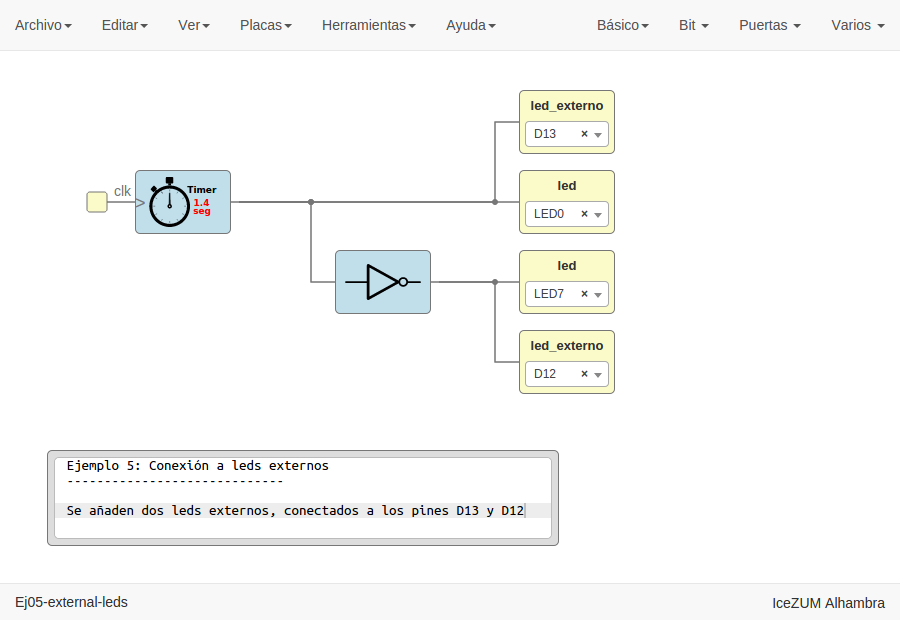 Archivo Editar Ver Placas Herramientas Ayuda Básico Bit Puertas Varios
led_externo
D13 ×
clk
Timer
1.4
seg
led
LED0 ×
led
LED7 ×
led_externo
D12 ×
Ejemplo 5: Conexión a leds externos
-----------------------------
Se añaden dos leds externos, conectados a los pines D13 y D12
Ej05-external-leds
IceZUM Alhambra